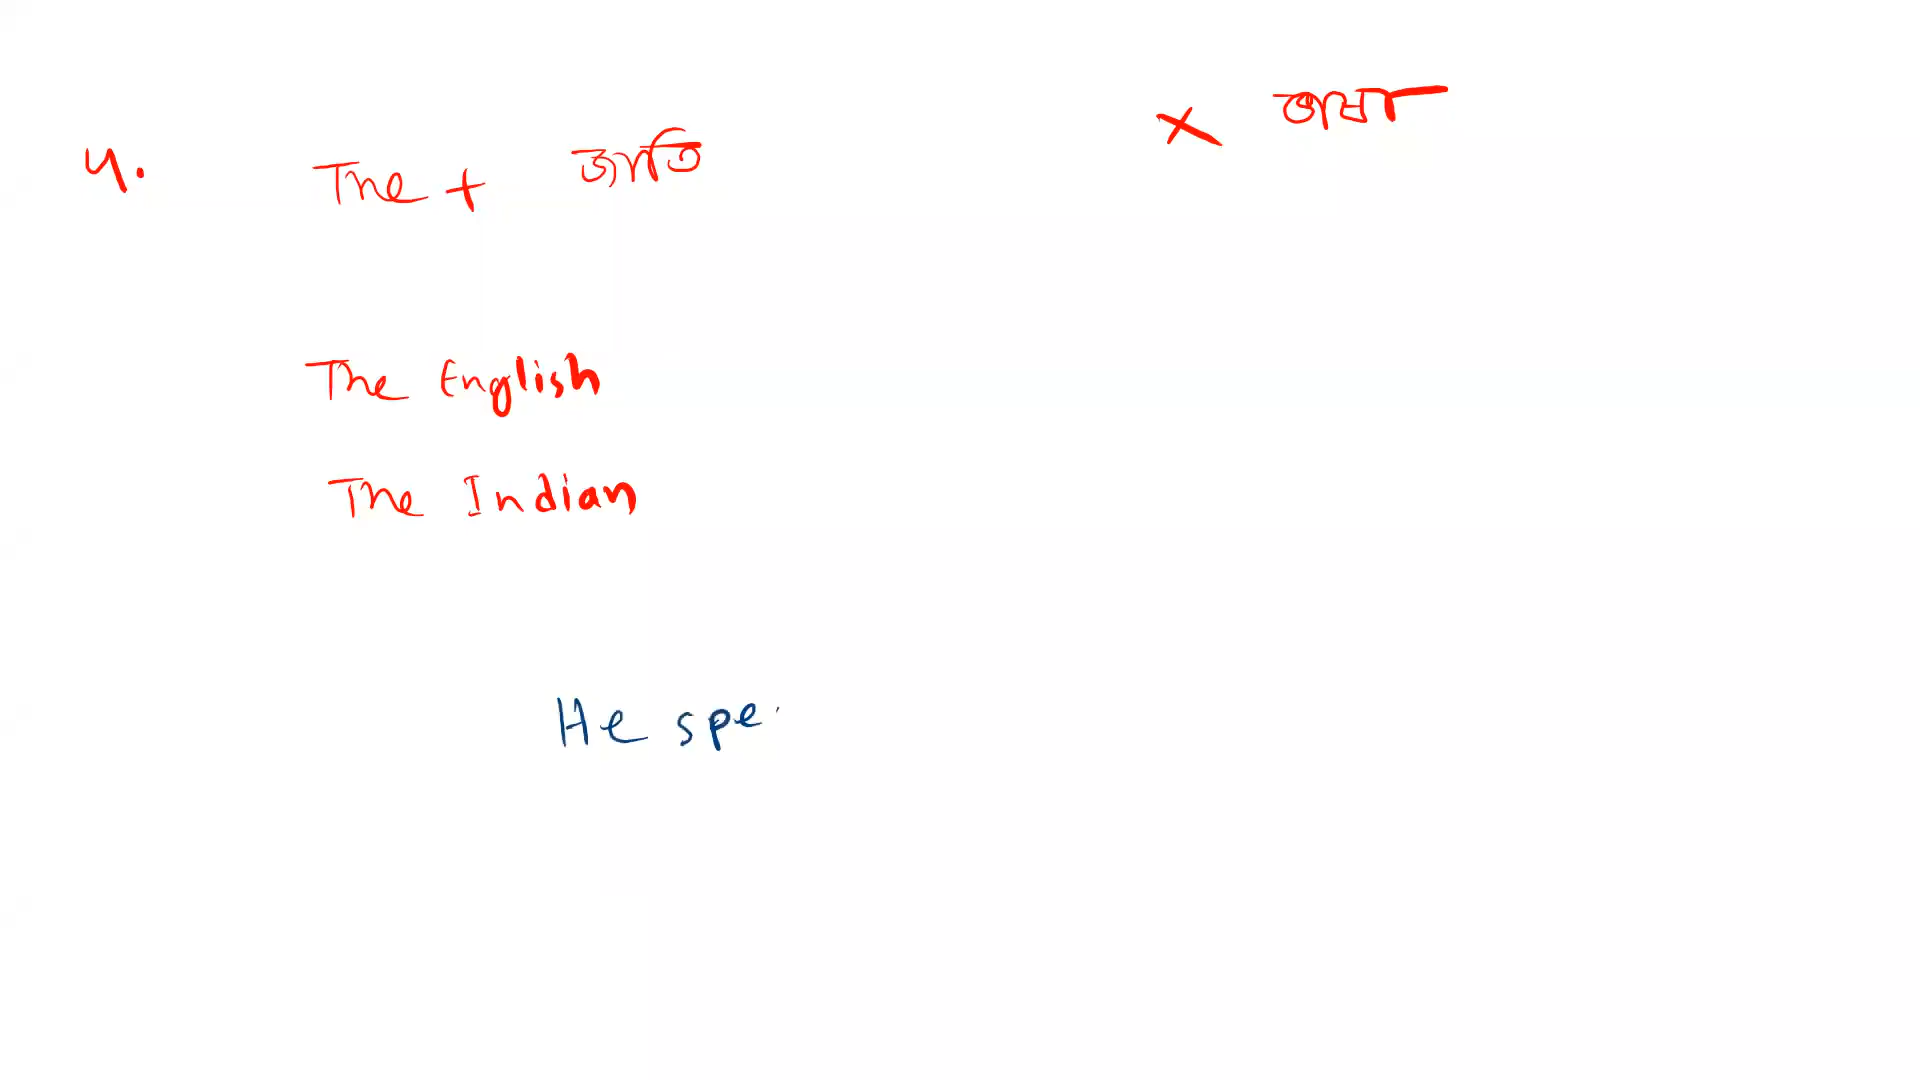 4. The + জাতি × ভাষা
The English
The Indian
He spe